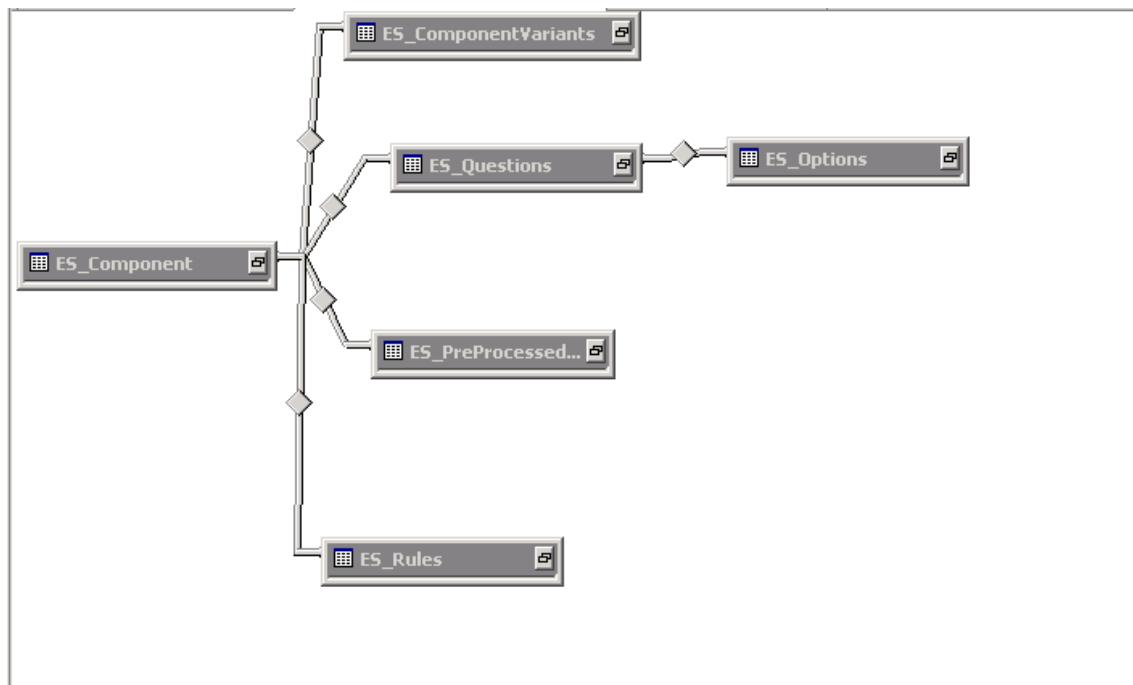 ES_ComponentVariants
ES_Questions
ES_Options
ES_Component
ES_PreProcessed...
ES_Rules